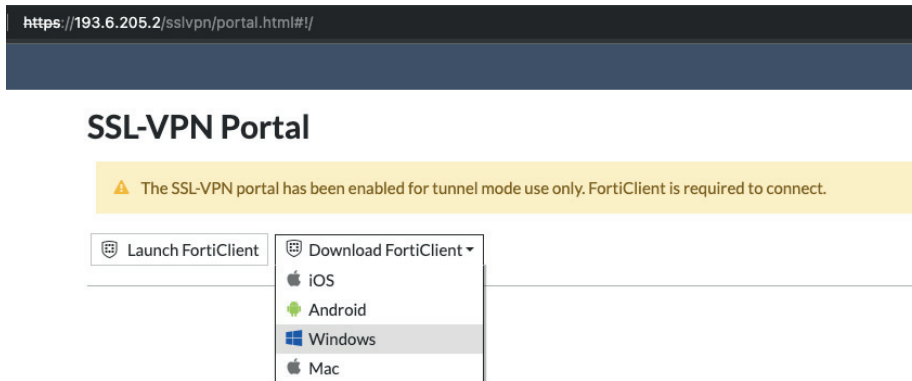 https://193.6.205.2/sslvpn/portal.html#!/
SSL-VPN Portal
The SSL-VPN portal has been enabled for tunnel mode use only. FortiClient is required to connect.
Launch FortiClient Download FortiClient
iOS
Android
Windows
Mac